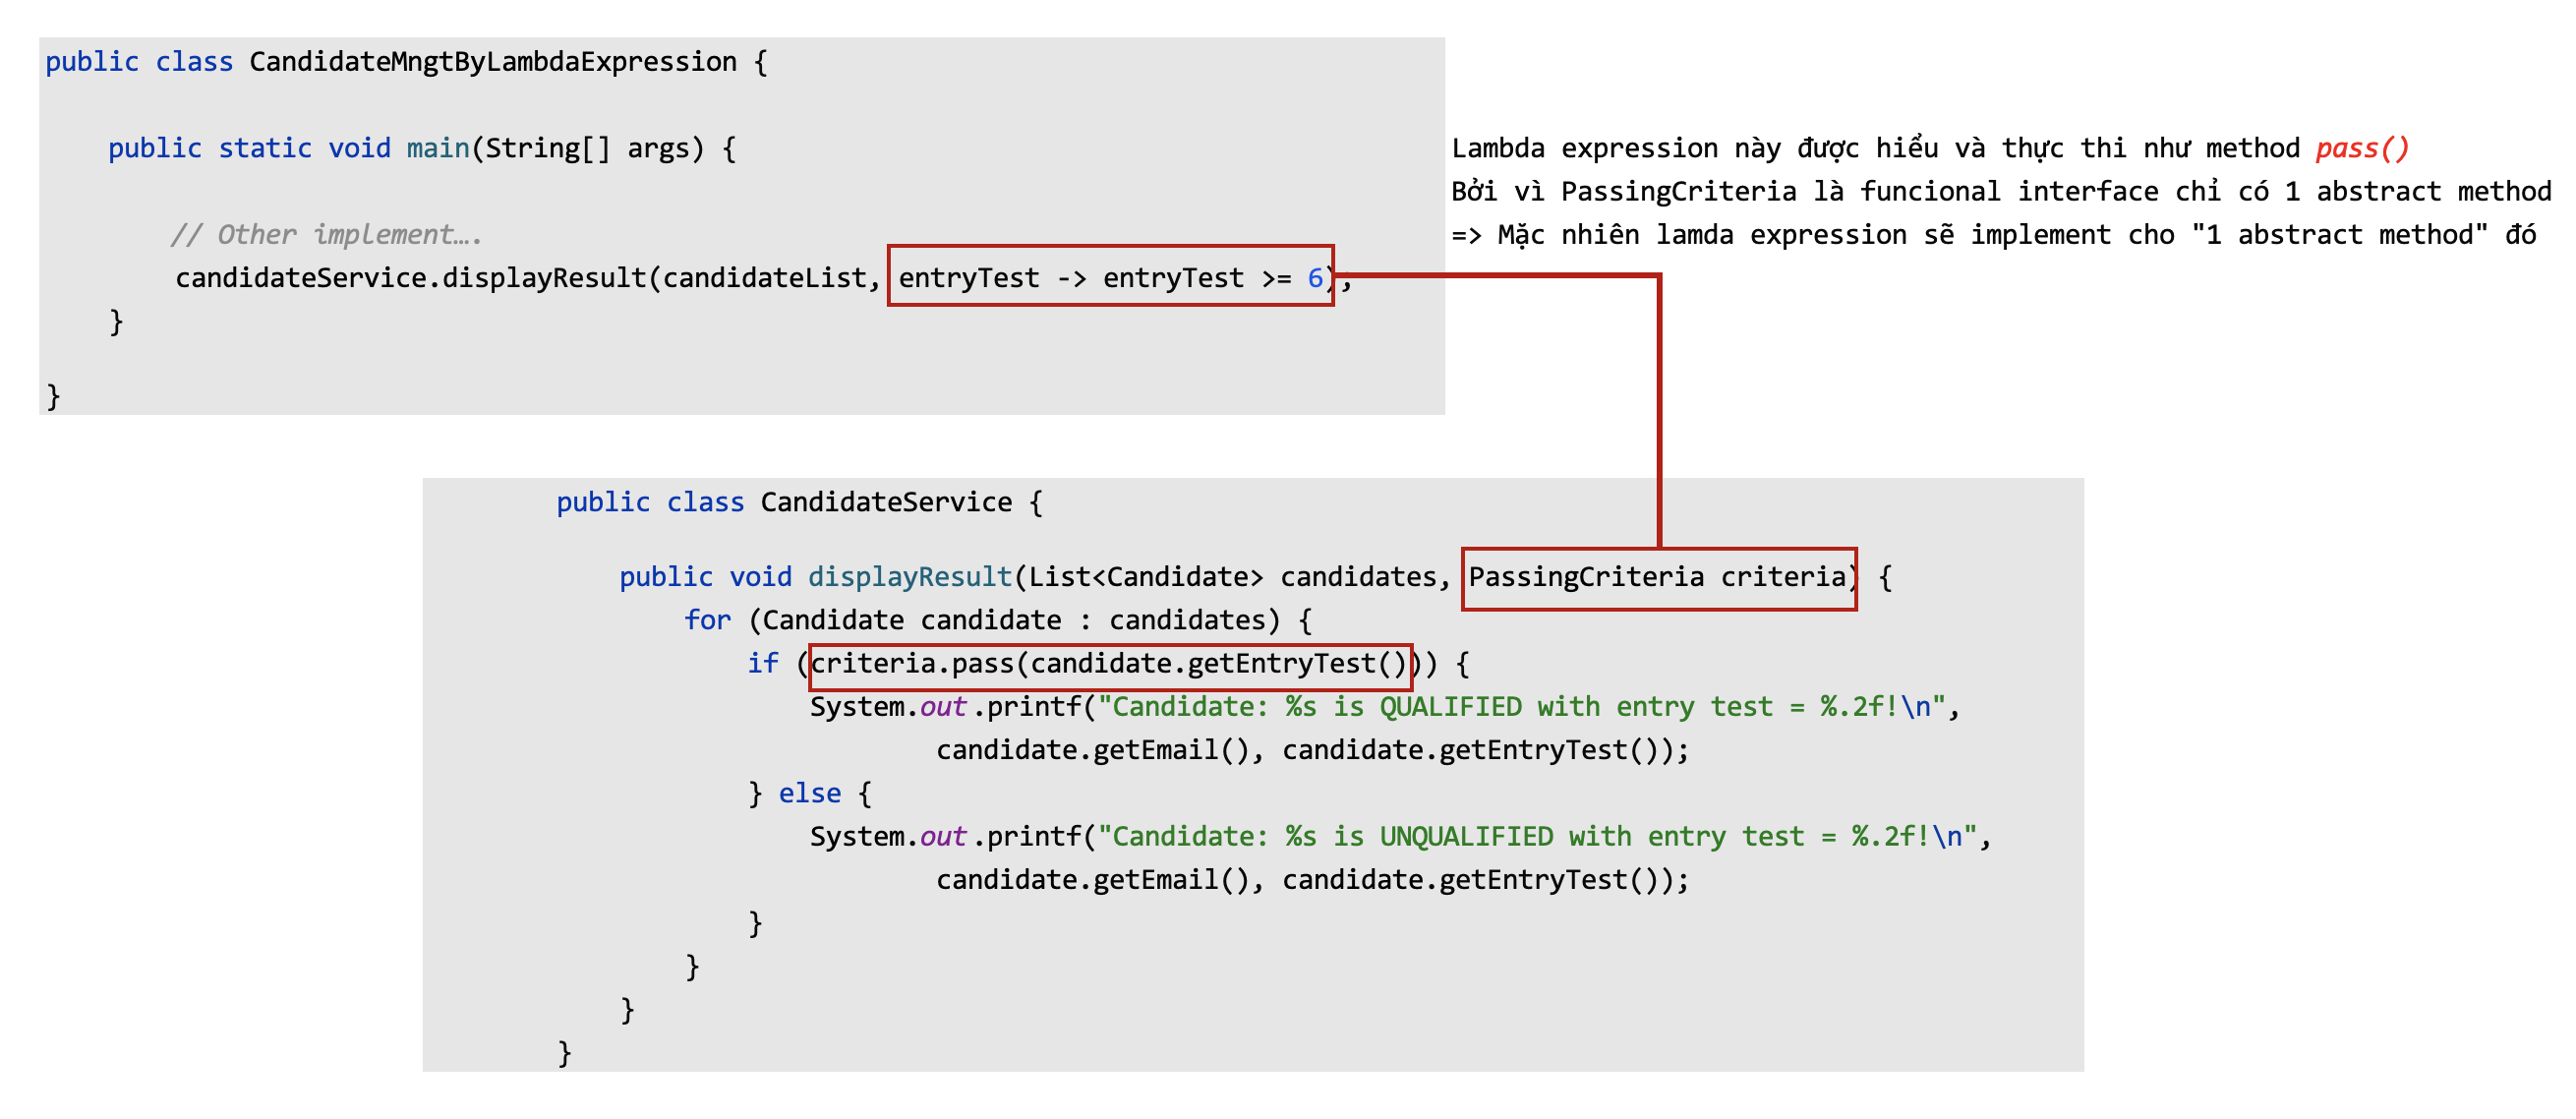 public class CandidateMngtByLambdaExpression {
public static void main(String[] args) {
// Other implement….
candidateService.displayResult(candidateList, entryTest -> entryTest >= 6);
}
}
Lambda expression này được hiểu và thực thi như method pass()
Bởi vì PassingCriteria là funcional interface chỉ có 1 abstract method
=> Mặc nhiên lamda expression sẽ implement cho "1 abstract method" đó
public class CandidateService {
public void displayResult(List<Candidate> candidates, PassingCriteria criteria) {
for (Candidate candidate : candidates) {
if (criteria.pass(candidate.getEntryTest())) {
System.out.printf("Candidate: %s is QUALIFIED with entry test = %.2f!\n",
candidate.getEmail(), candidate.getEntryTest());
} else {
System.out.printf("Candidate: %s is UNQUALIFIED with entry test = %.2f!\n",
candidate.getEmail(), candidate.getEntryTest());
}
}
}
}